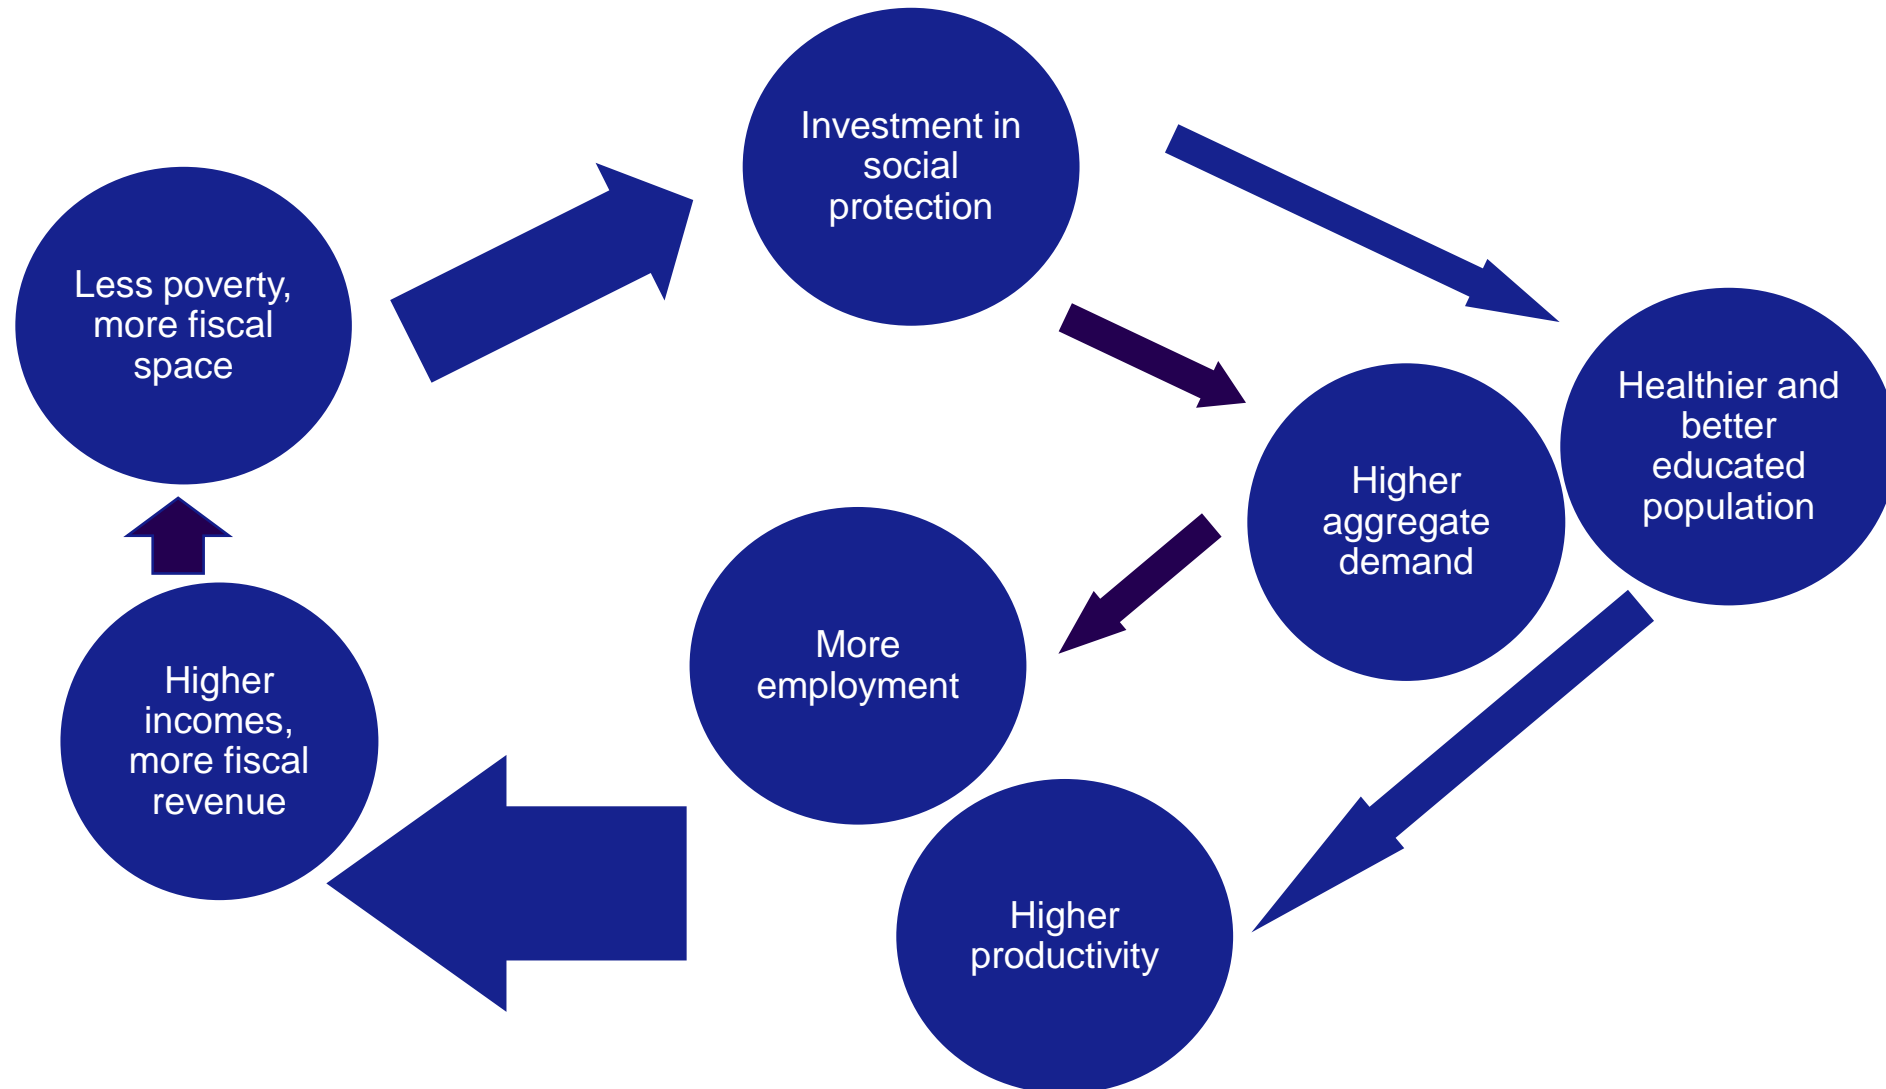 Investment in
social
protection
Less poverty,
more fiscal
space
Healthier and
better
educated
population
Higher
aggregate
demand
More
employment
Higher
incomes,
more fiscal
revenue
Higher
productivity